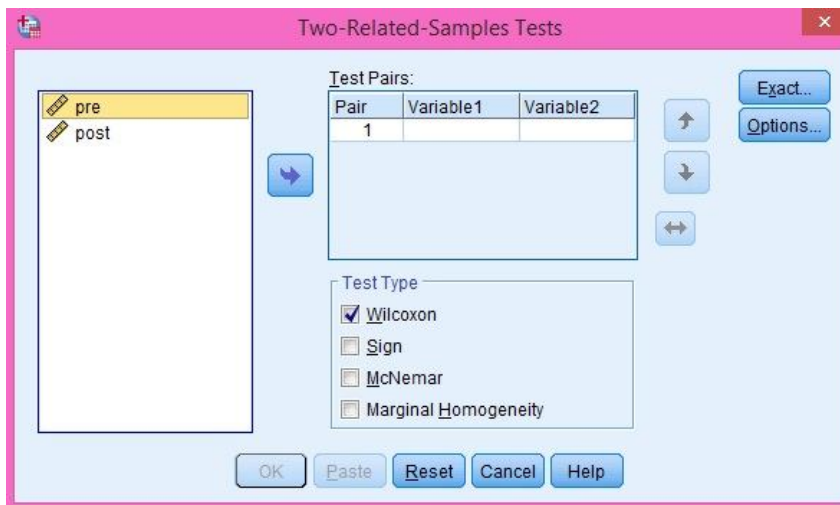 Two-Related-Samples Tests
pre
post
Test Pairs:
Pair Variable1 Variable2
1
Exact...
Options...
Test Type
Wilcoxon
Sign
McNemar
Marginal Homogeneity
OK Paste Reset Cancel Help